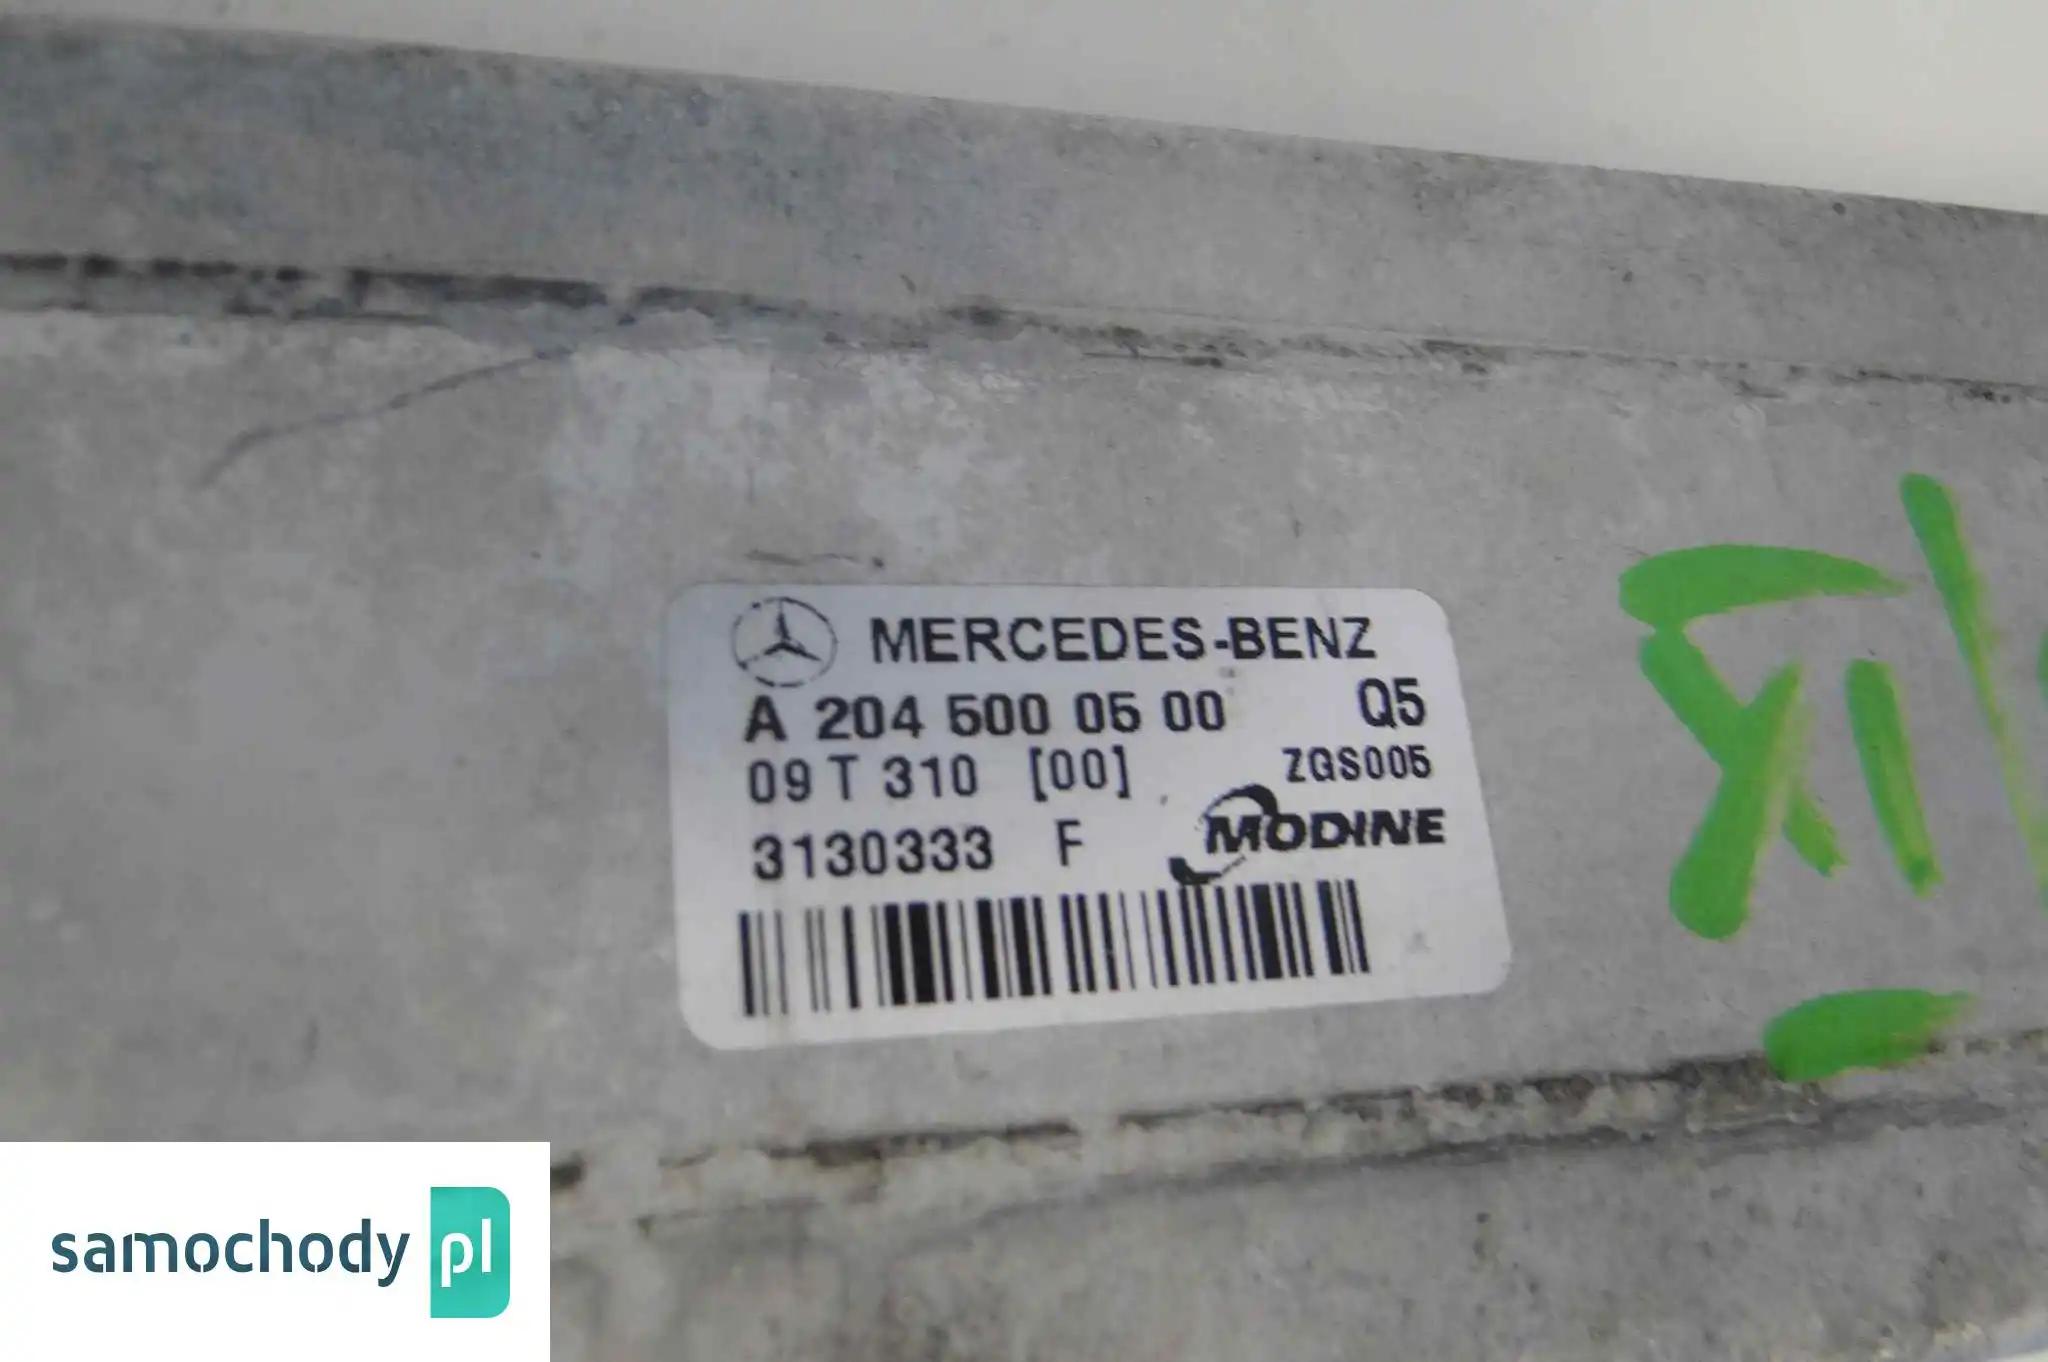 MERCEDES-BENZ
A 204 500 05 00 Q5
09 T 310 [00] ZGS005
3130333 F MODINE
samochody pl